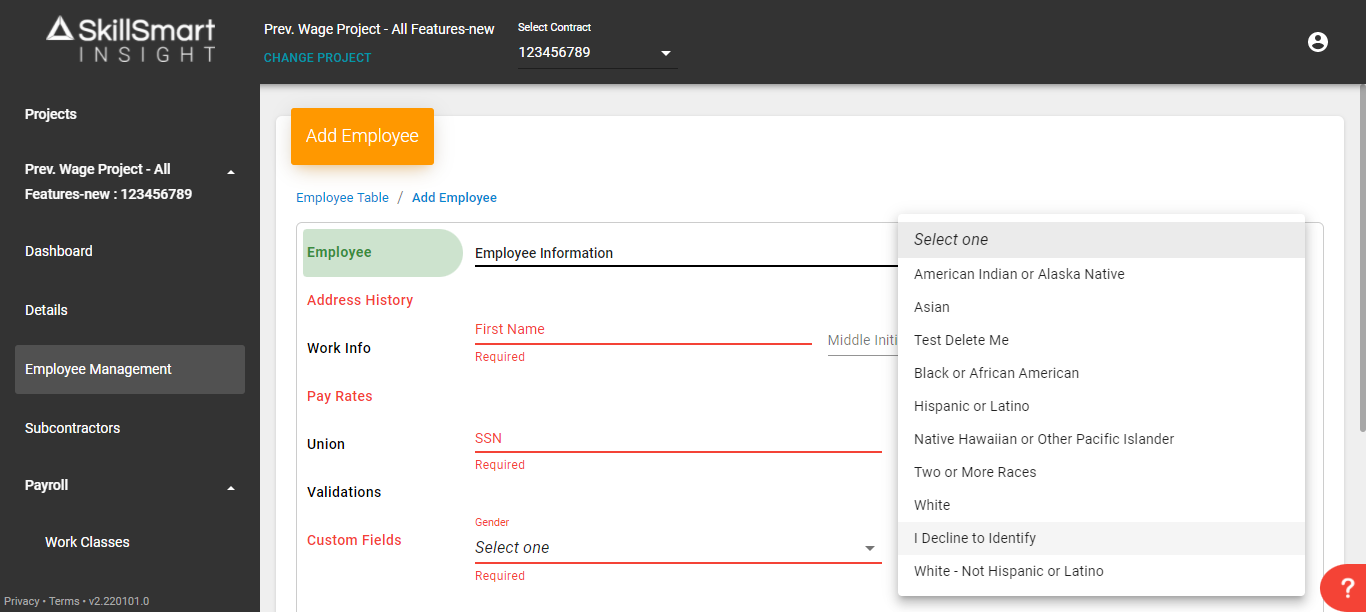 SkillSmart
INSIGHT
Prev. Wage Project - All Features-new
CHANGE PROJECT
Select Contract
123456789
Projects
Prev. Wage Project - All
Features-new : 123456789
Dashboard
Details
Employee Management
Subcontractors
Payroll
Work Classes
Privacy • Terms • v2.220101.0
Add Employee
Employee Table / Add Employee
Employee
Address History
Work Info
Pay Rates
Union
Validations
Custom Fields
Employee Information
First Name
Required
Middle Initi
SSN
Required
Gender
Select one
Required
Select one
American Indian or Alaska Native
Asian
Test Delete Me
Black or African American
Hispanic or Latino
Native Hawaiian or Other Pacific Islander
Two or More Races
White
I Decline to Identify
White - Not Hispanic or Latino
?